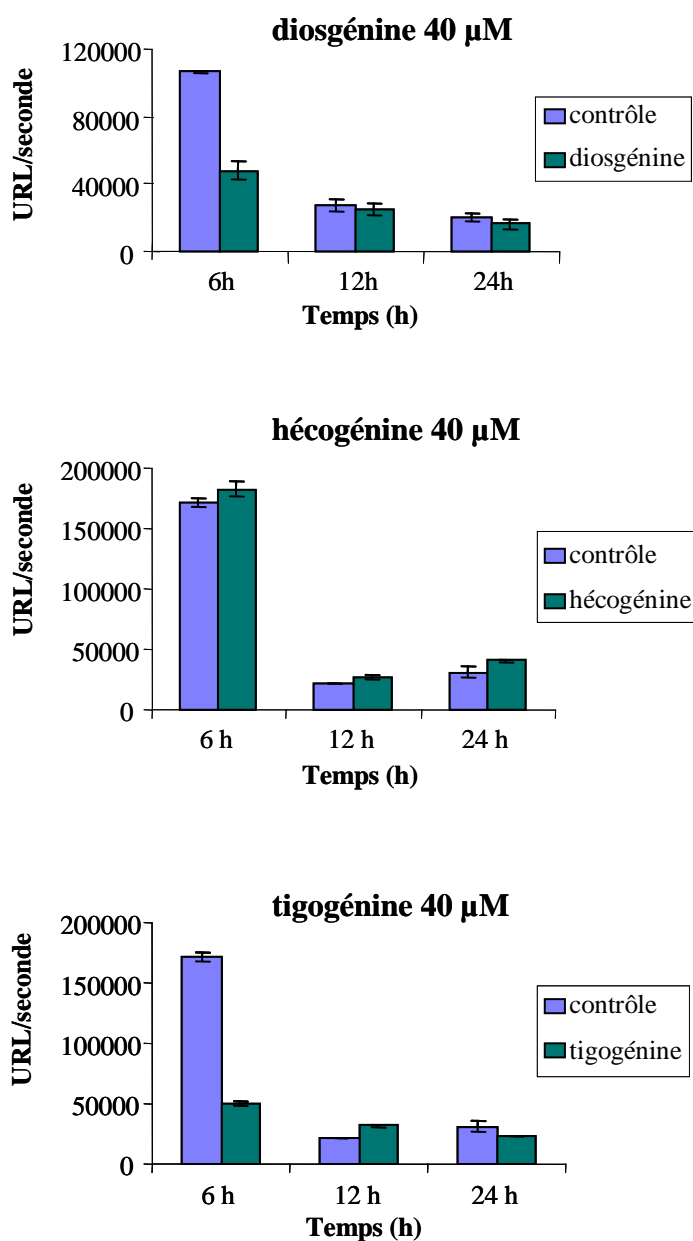 diosgénine 40 µM
URL/seconde
120000
80000
40000
0
6h 12h 24h
Temps (h)
contrôle
diosgénine
hécogénine 40 µM
URL/seconde
200000
150000
100000
50000
0
6 h 12 h 24 h
Temps (h)
contrôle
hécogénine
tigogénine 40 µM
URL/seconde
200000
150000
100000
50000
0
6 h 12 h 24 h
Temps (h)
contrôle
tigogénine